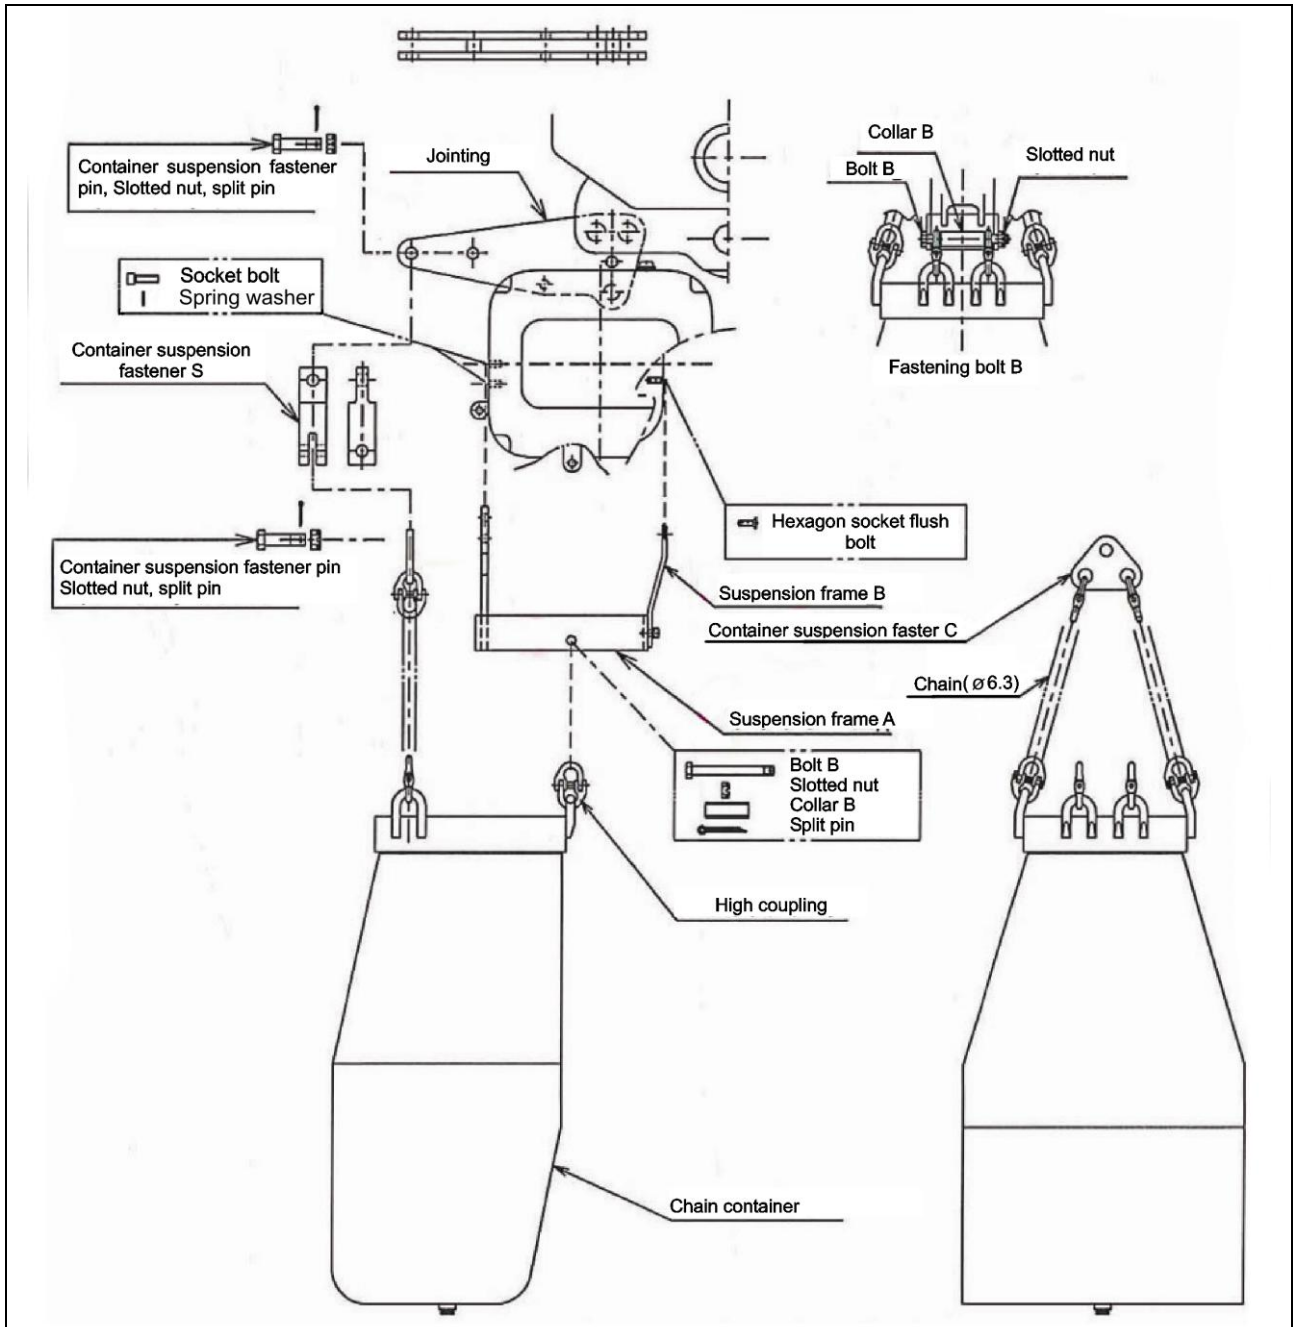 Collar B
Bolt B
Slotted nut
Fastening bolt B
Container suspension fastener
pin, Slotted nut, split pin
Jointing
Socket bolt
Spring washer
Container suspension
fastener S
Container suspension fastener pin
Slotted nut, split pin
Hexagon socket flush
bolt
Suspension frame B
Container suspension faster C
Chain(ø6.3)
Suspension frame A
Bolt B
Slotted nut
Collar B
Split pin
High coupling
Chain container